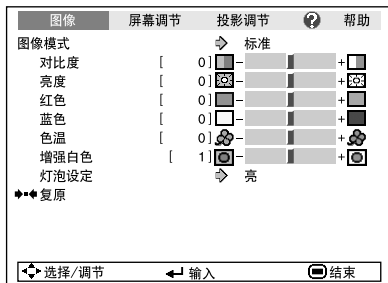 图像 屏幕调节 投影调节 ? 帮助
图像模式 标准
对比度 [ 0] - +
亮度 [ 0] - +
红色 [ 0] - +
蓝色 [ 0] - +
色温 [ 0] - +
增强白色 [ 1] - +
灯泡设定 亮
复原
选择/调节 输入 结束